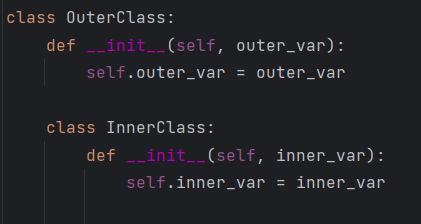 class OuterClass:
    def __init__(self, outer_var):
        self.outer_var = outer_var
    class InnerClass:
        def __init__(self, inner_var):
            self.inner_var = inner_var